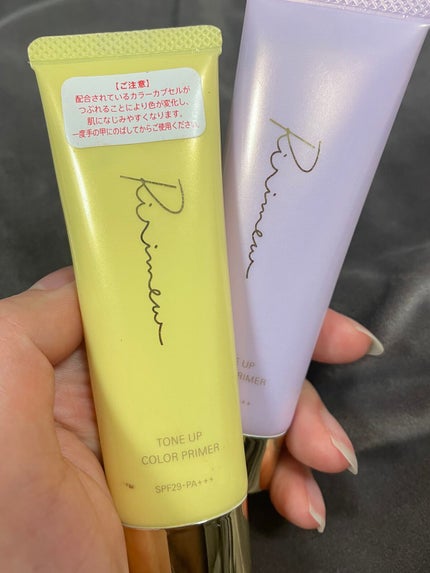 【ご注意】
配合されているカラーカプセルが
つぶれることにより色が変化し、
肌になじみやすくなります。
一度手の甲にのばしてからご使用ください。
Ririmew
TONE UP
COLOR PRIMER
SPF29・PA+++
Ririmew
E UP
PRIMER
++